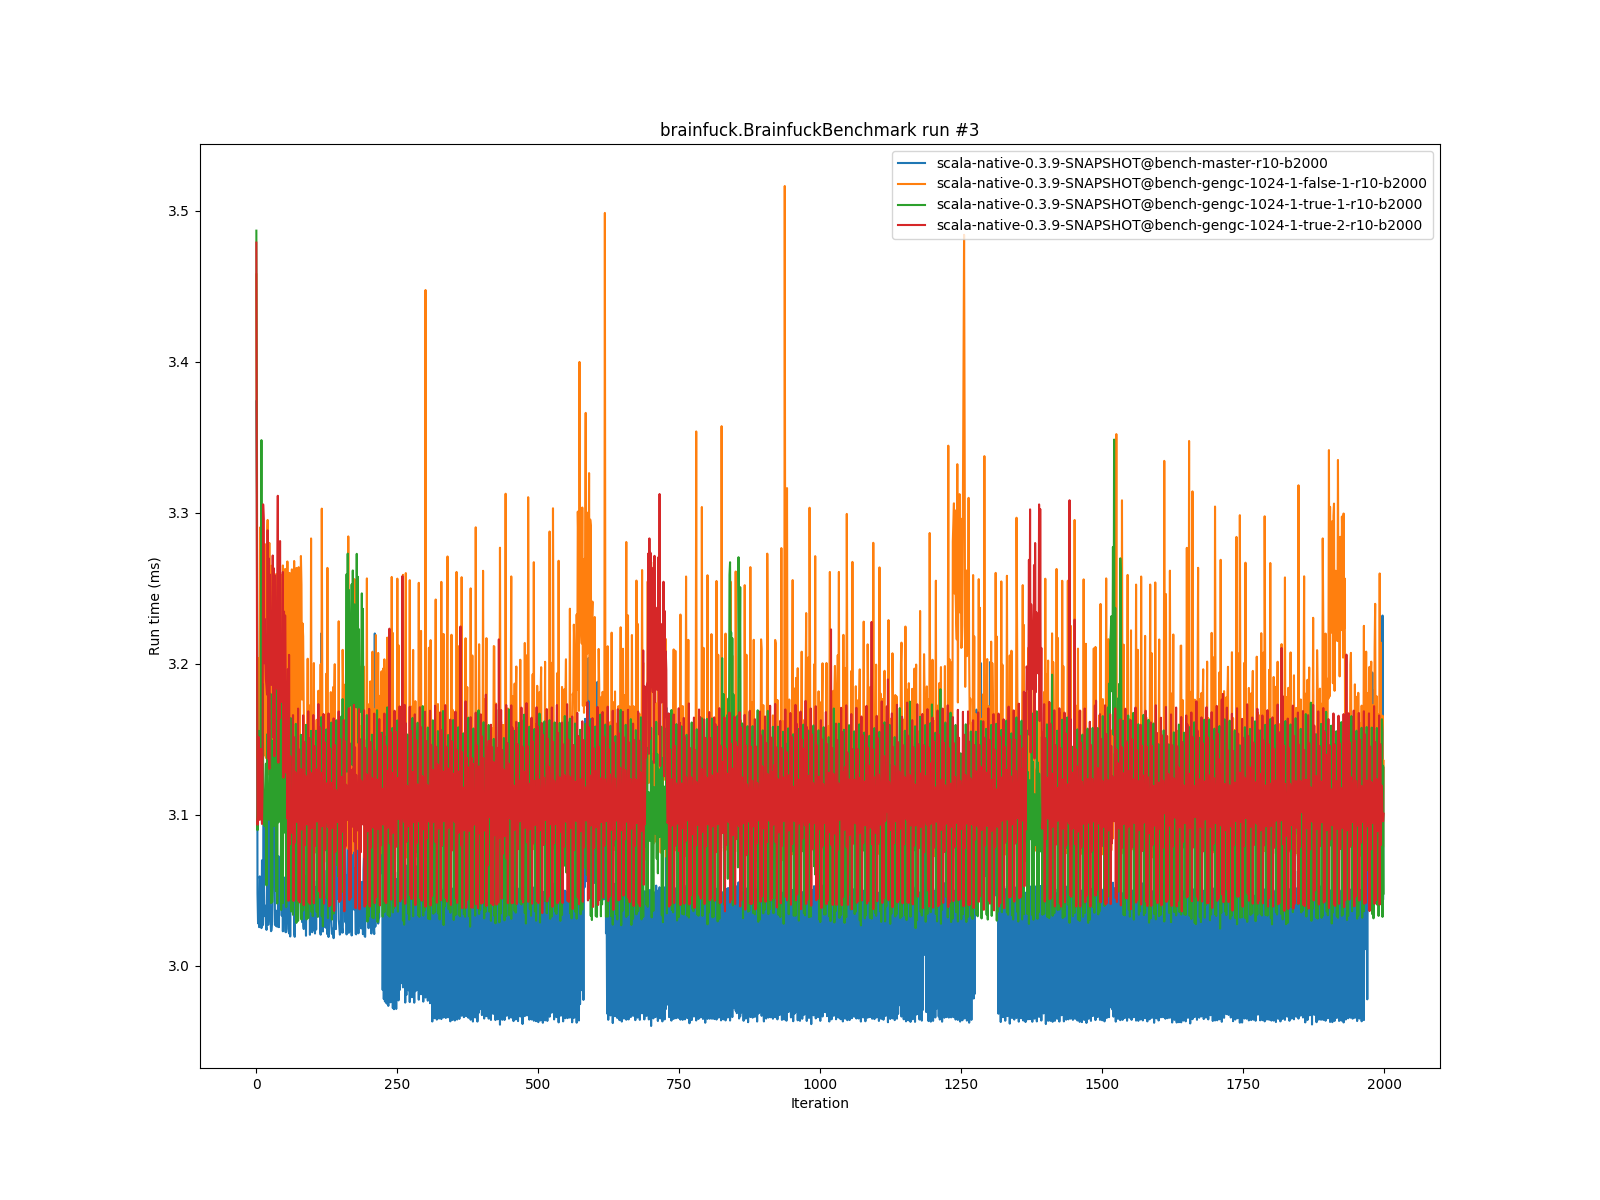 brainfuck.BrainfuckBenchmark run #3
scala-native-0.3.9-SNAPSHOT@bench-master-r10-b2000
scala-native-0.3.9-SNAPSHOT@bench-gengc-1024-1-false-1-r10-b2000
scala-native-0.3.9-SNAPSHOT@bench-gengc-1024-1-true-1-r10-b2000
scala-native-0.3.9-SNAPSHOT@bench-gengc-1024-1-true-2-r10-b2000
Run time (ms)
3.5
3.4
3.3
3.2
3.1
3.0
0 250 500 750 1000 1250 1500 1750 2000
Iteration